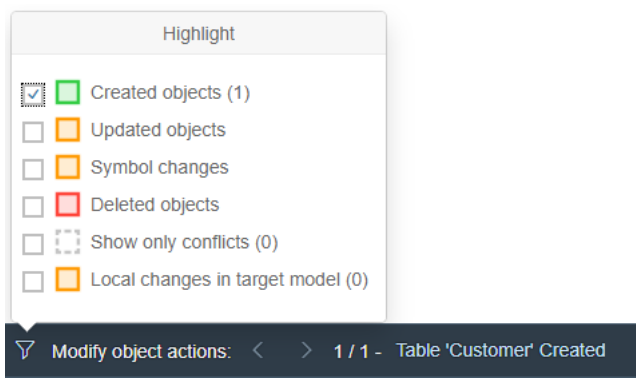 Highlight
Created objects (1)
Updated objects
Symbol changes
Deleted objects
Show only conflicts (0)
Local changes in target model (0)
Modify object actions: < > 1 / 1 - Table 'Customer' Created